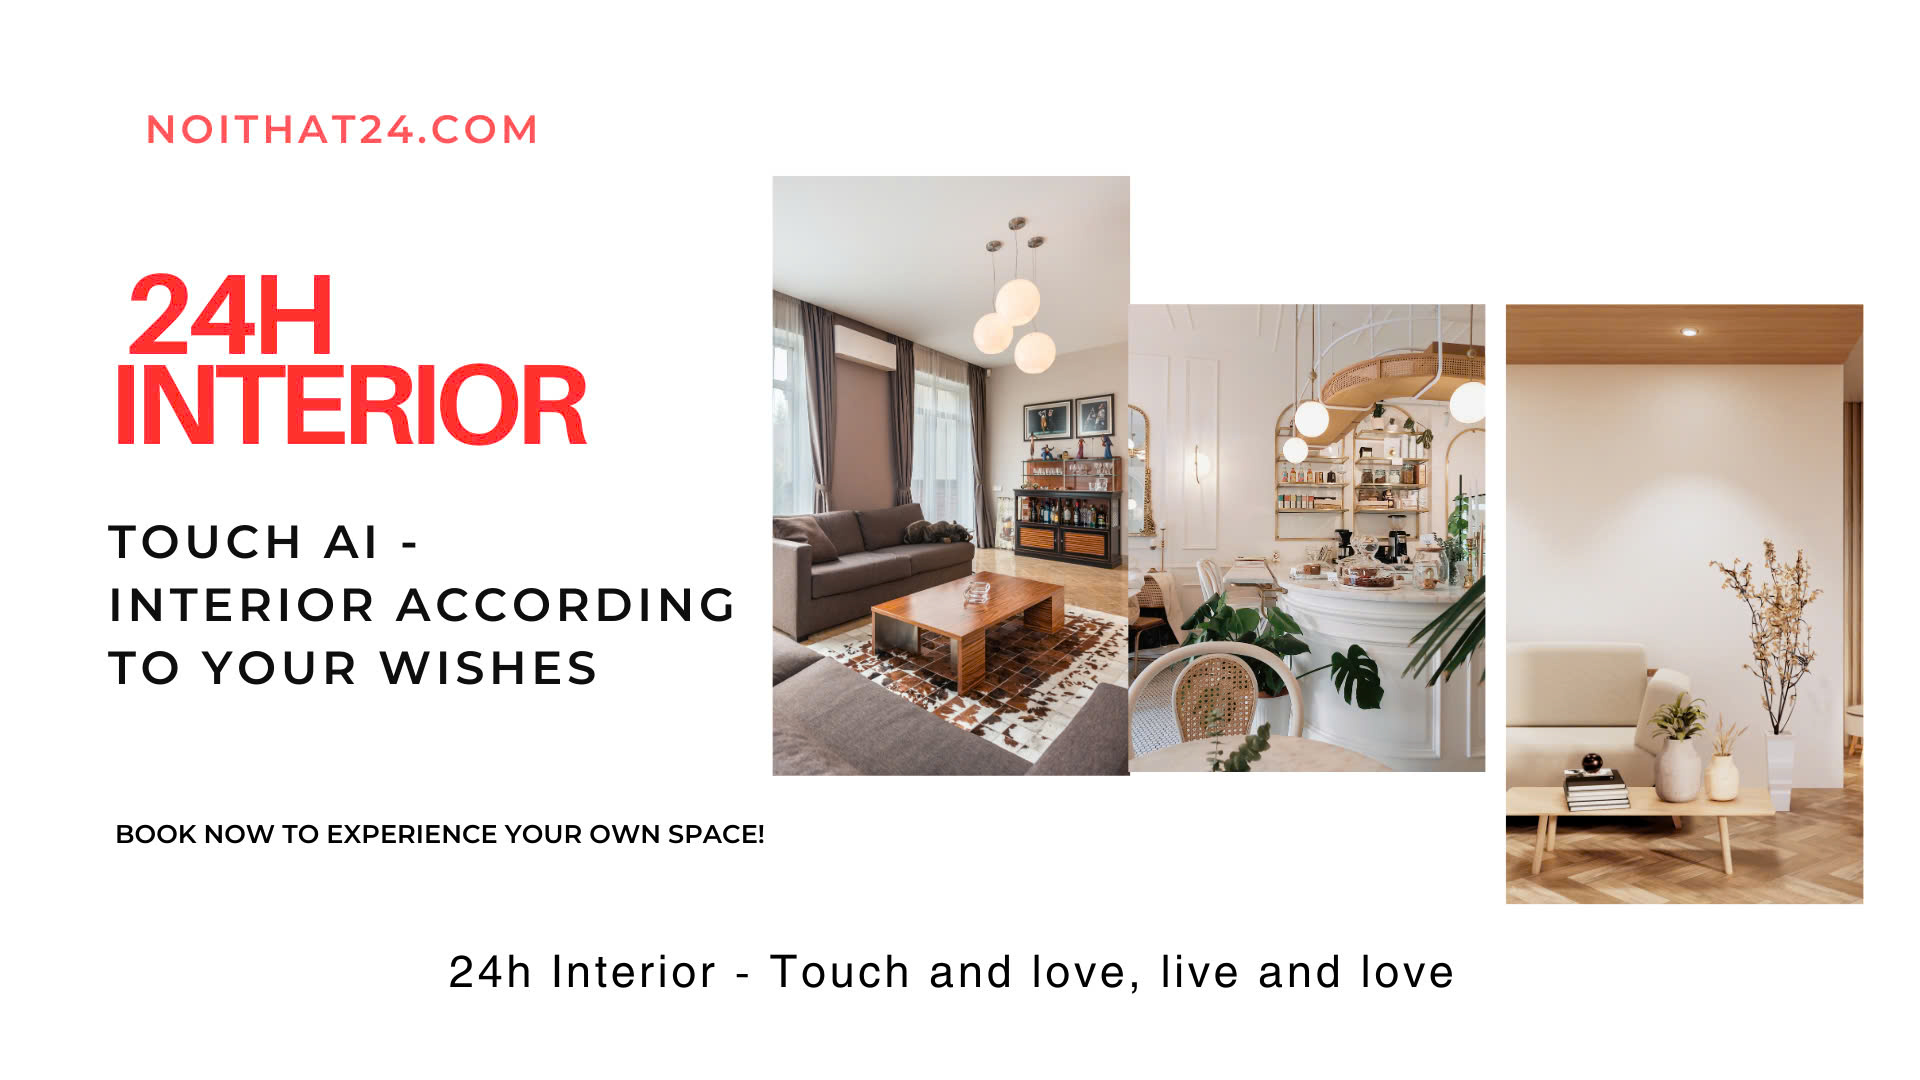 NOITHAT24.COM
24H
INTERIOR
TOUCH AI -
INTERIOR ACCORDING
TO YOUR WISHES
BOOK NOW TO EXPERIENCE YOUR OWN SPACE!
24h Interior - Touch and love, live and love